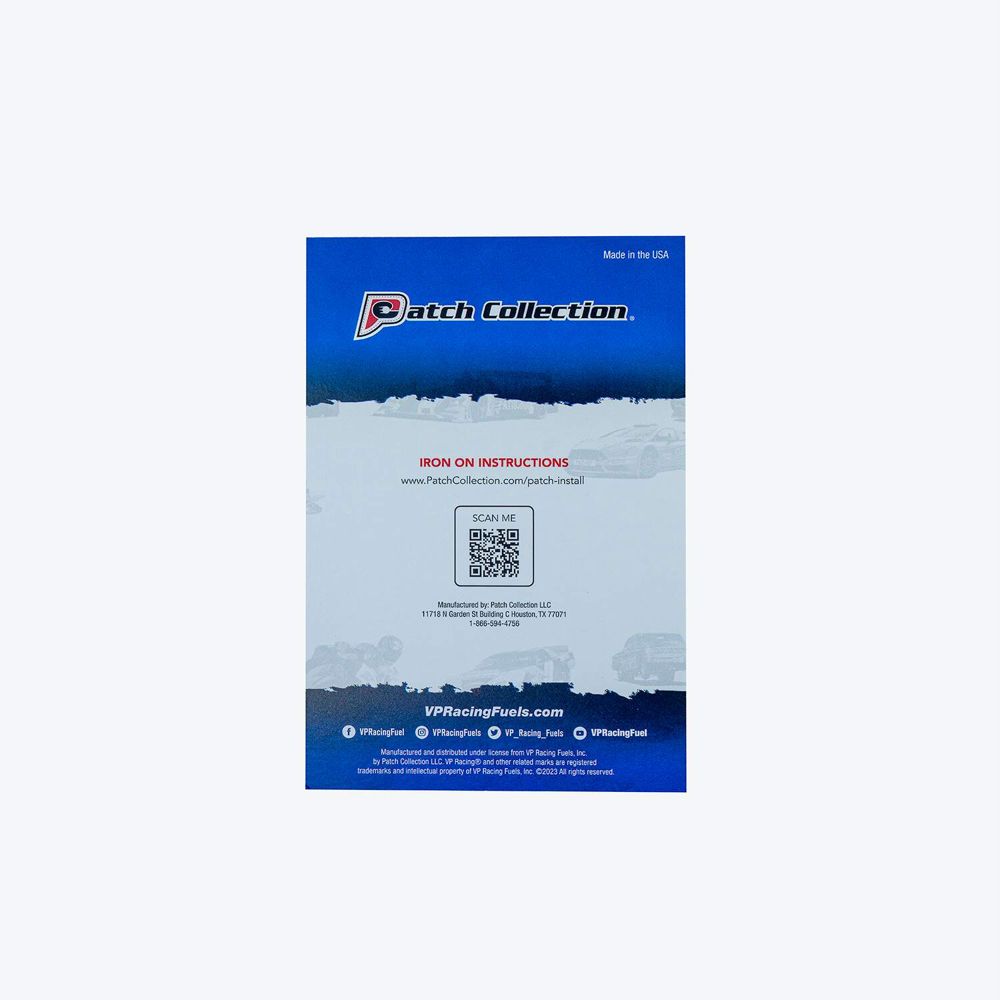 Made in the USA
Patch Collection®
IRON ON INSTRUCTIONS
www.PatchCollection.com/patch-install
SCAN ME
Manufactured by: Patch Collection LLC
11718 N Garden St Building C Houston, TX 77071
1-866-594-4756
VPRacingFuels.com
VPRacingFuel VPRacingFuels VP_Racing_Fuels VPRacingFuel
Manufactured and distributed under license from VP Racing Fuels, Inc.
by Patch Collection LLC. VP Racing® and other related marks are registered
trademarks and intellectual property of VP Racing Fuels, Inc. ©2023 All rights reserved.